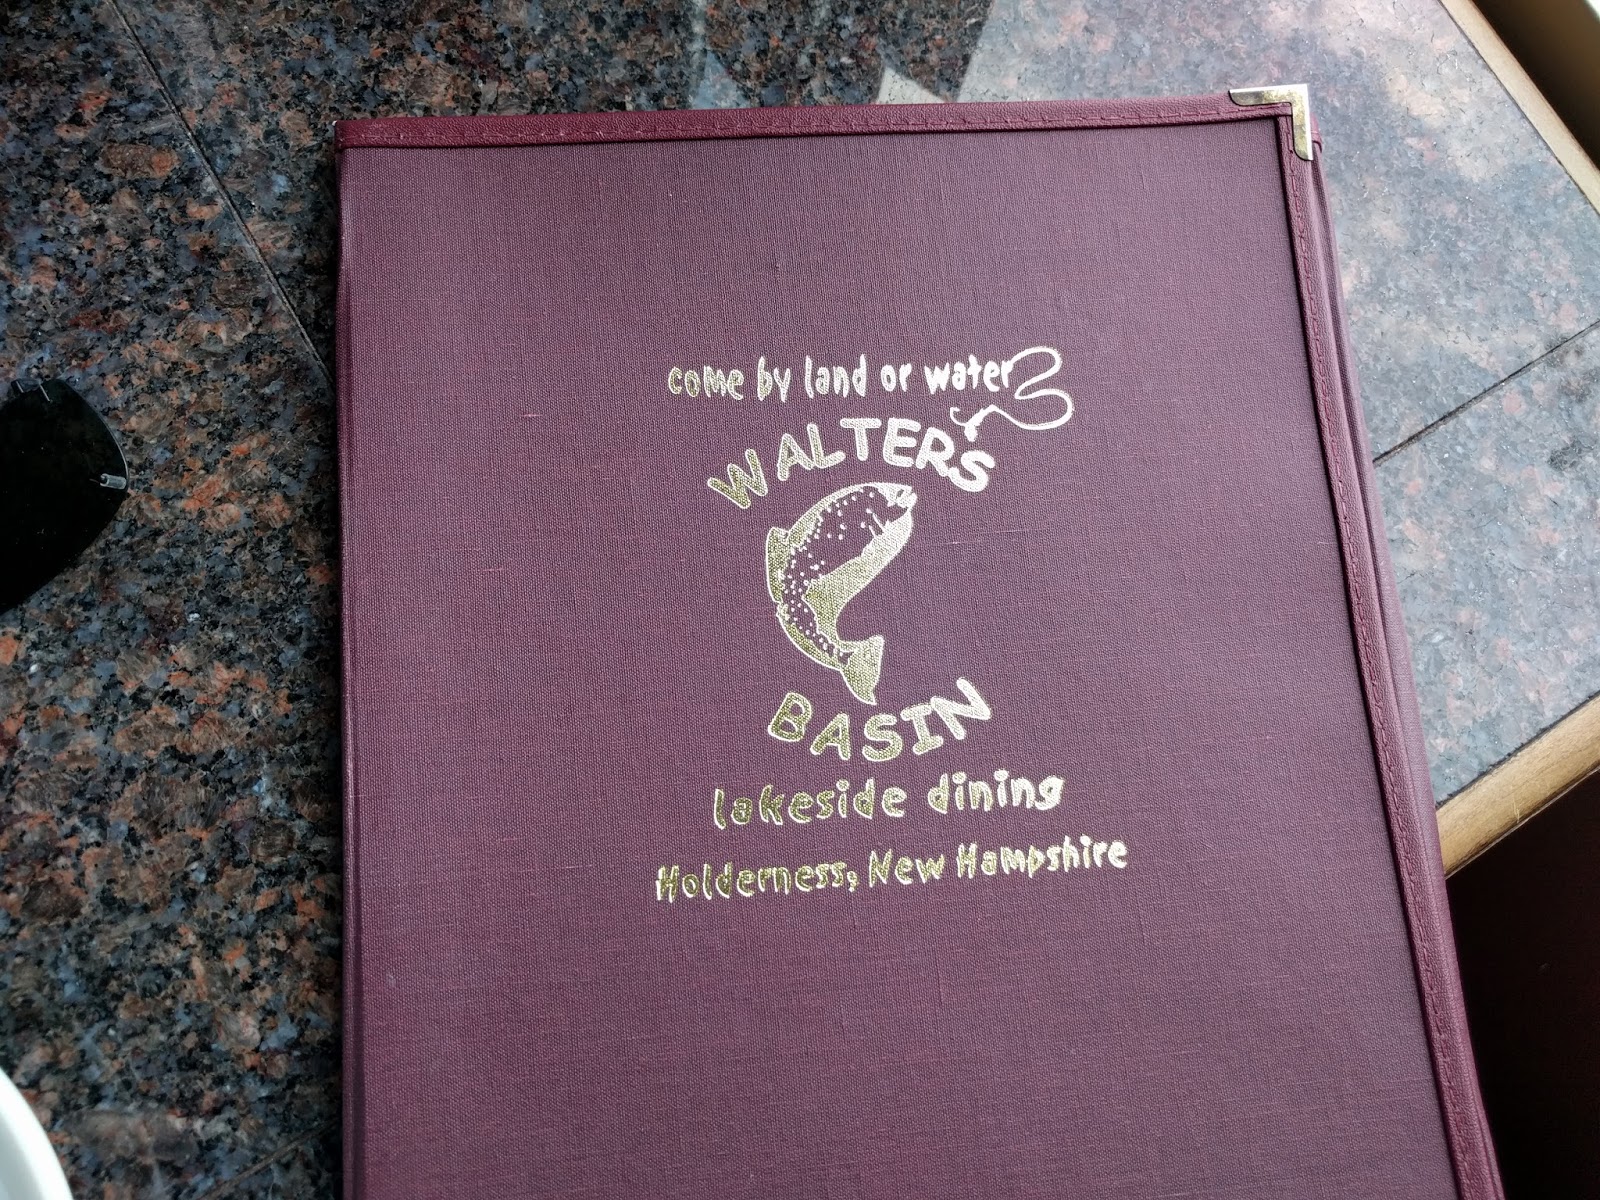 come by land or water
WALTERS
BASIN
lakeside dining
Holderness, New Hampshire